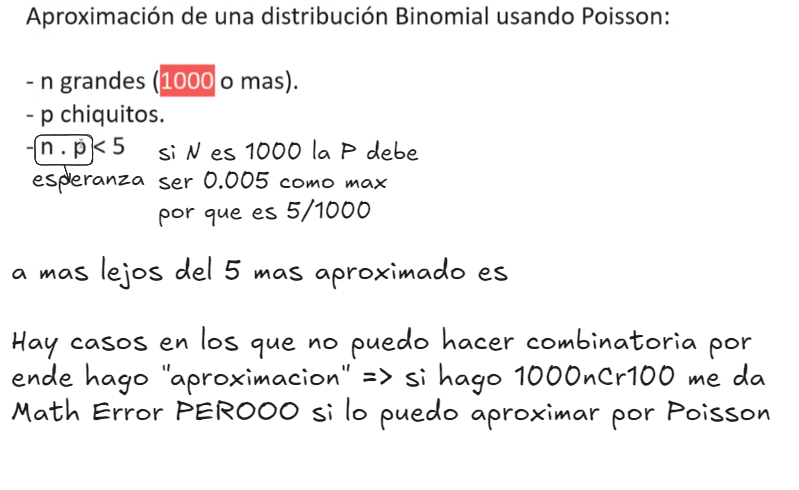 Aproximación de una distribución Binomial usando Poisson:
- n grandes (1000 o mas).
- p chiquitos.
- n . p < 5
si N es 1000 la P debe
esperanza
ser 0.005 como max
por que es 5/1000
a mas lejos del 5 mas aproximado es
Hay casos en los que no puedo hacer combinatoria por
ende hago "aproximacion" => si hago 1000nCr100 me da
Math Error PEROOO si lo puedo aproximar por Poisson